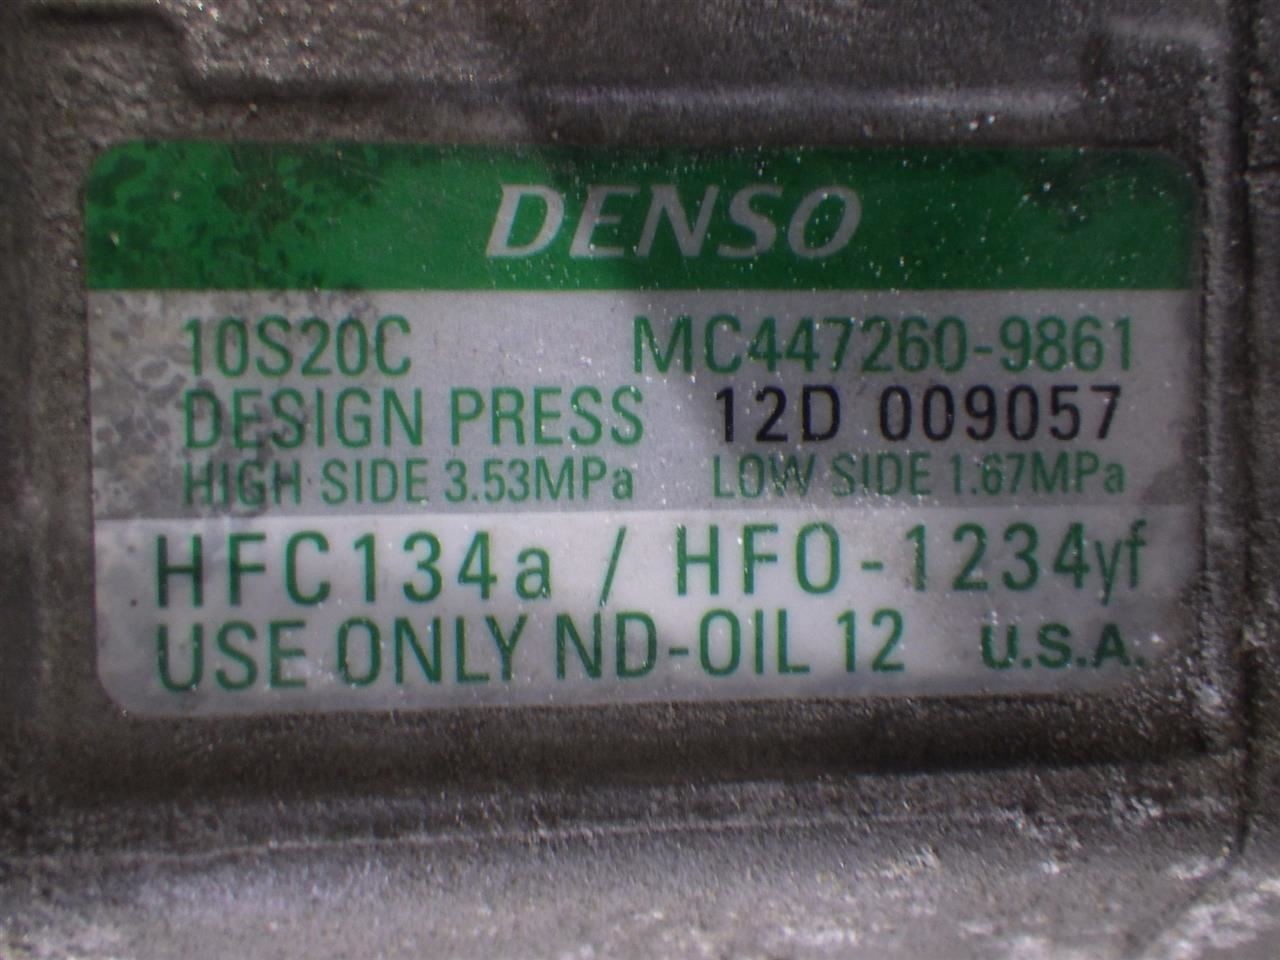 DENSO
10S20C MC447260-9861
DESIGN PRESS 12D 009057
HIGH SIDE 3.53MPa LOW SIDE 1.67MPa
HFC134a / HFO-1234yf
USE ONLY ND-OIL 12 U.S.A.